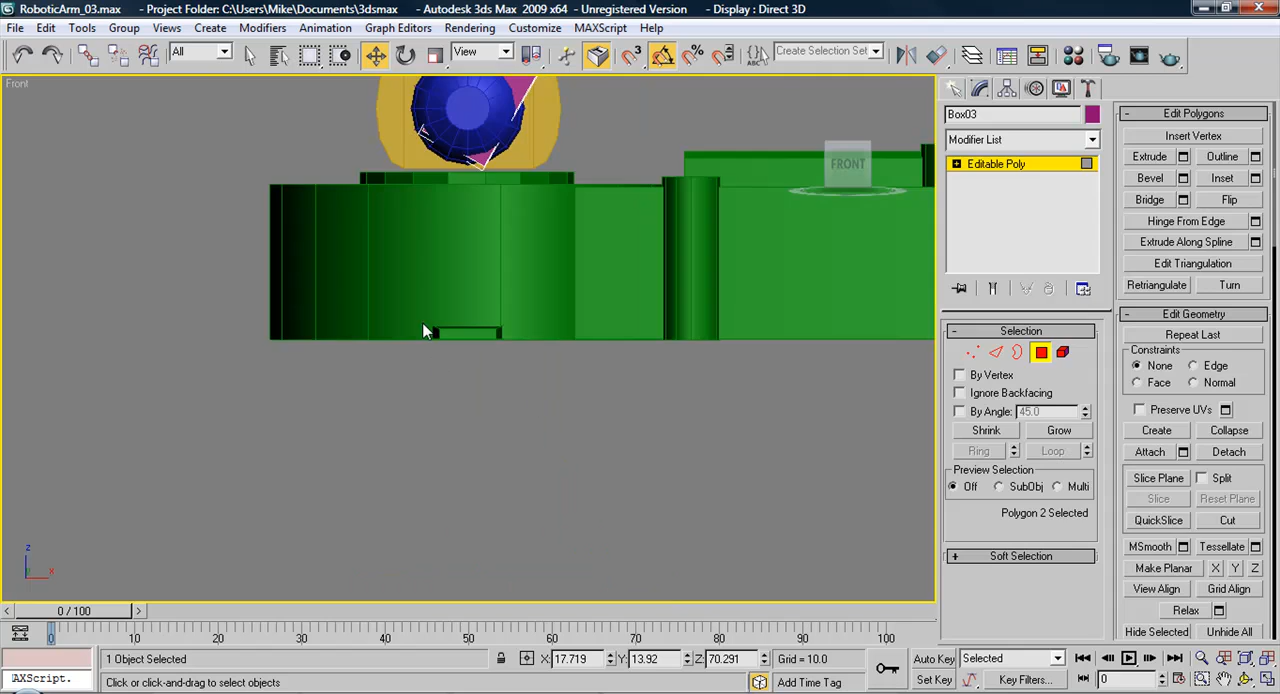 RoboticArm_03.max - Project Folder: C:\Users\Mike\Documents\3dsmax - Autodesk 3ds Max 2009 x64 - Unregistered Version - Display : Direct 3D
File Edit Tools Group Views Create Modifiers Animation Graph Editors Rendering Customize MAXScript Help
All View Create Selection Set
Front
FRONT
z
x
Box03
Modifier List
Editable Poly
Selection
By Vertex
Ignore Backfacing
By Angle: 45.0
Shrink Grow
Ring Loop
Preview Selection
Off SubObj Multi
Polygon 2 Selected
Soft Selection
Edit Polygons
Insert Vertex
Extrude Outline
Bevel Inset
Bridge Flip
Hinge From Edge
Extrude Along Spline
Edit Triangulation
Retriangulate Turn
Edit Geometry
Repeat Last
Constraints
None Edge
Face Normal
Preserve UVs
Create Collapse
Attach Detach
Slice Plane Split
Slice Reset Plane
QuickSlice Cut
MSmooth Tessellate
Make Planar X Y Z
View Align Grid Align
Relax
Hide Selected Unhide All
0 / 100
0 10 20 30 40 50 60 70 80 90 100
1 Object Selected X: 17.719 Y: 13.92 Z: 70.291 Grid = 10.0 Auto Key Selected
AXScript. Click or click-and-drag to select objects Add Time Tag Set Key Key Filters... 0